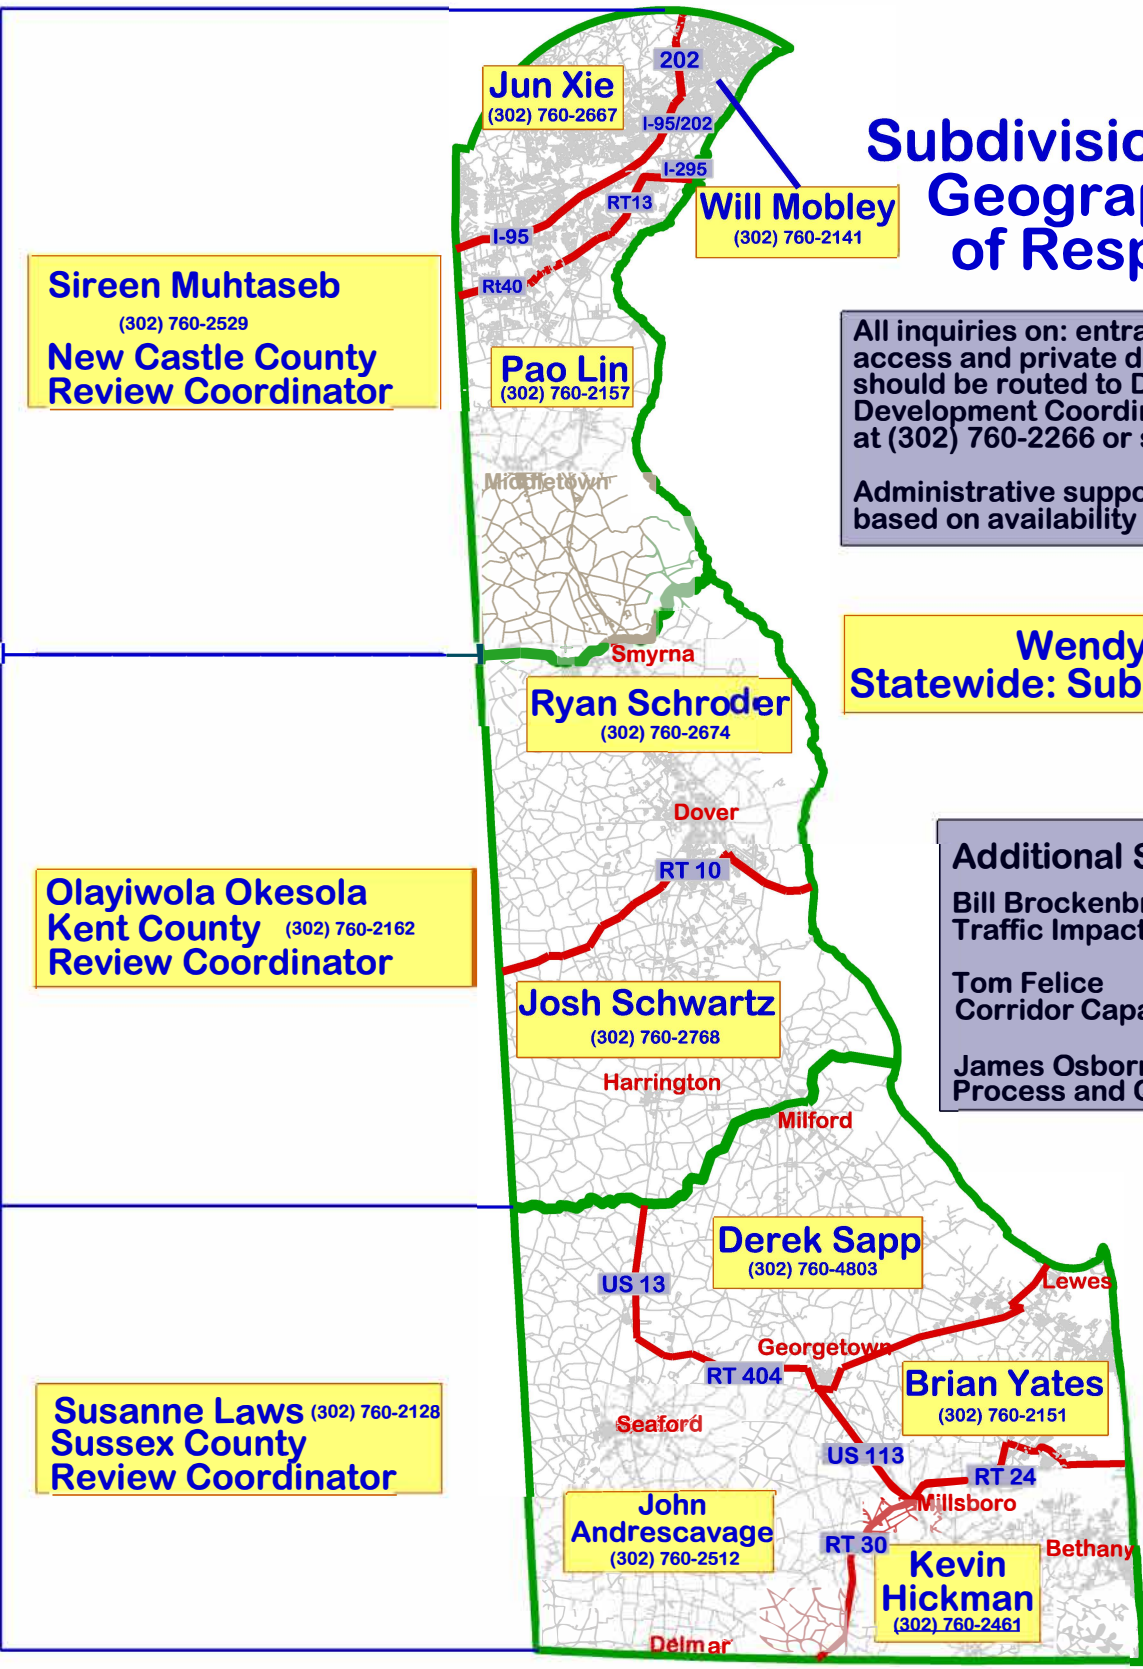 Subdivisio
Geogra
of Resp
Jun Xie
(302) 760-2667
202
I-95/202
I-295
RT13
I-95
Rt40
Will Mobley
(302) 760-2141
Sireen Muhtaseb
(302) 760-2529
New Castle County
Review Coordinator
Pao Lin
(302) 760-2157
Middletown
All inquiries on: entra
access and private d
should be routed to D
Development Coordi
at (302) 760-2266 or s
Administrative suppo
based on availability
Smyrna
Wendy
Statewide: Sub
Ryan Schroder
(302) 760-2674
Dover
RT 10
Olayiwola Okesola
Kent County (302) 760-2162
Review Coordinator
Additional S
Bill Brockenb
Traffic Impact
Tom Felice
Corridor Capa
James Osbor
Process and
Josh Schwartz
(302) 760-2768
Harrington
Milford
Derek Sapp
(302) 760-4803
US 13
Lewes
Georgetown
RT 404
Brian Yates
(302) 760-2151
Susanne Laws (302) 760-2128
Sussex County
Review Coordinator
Seaford
US 113
RT 24
Millsboro
John
Andrescavage
(302) 760-2512
RT 30
Bethany
Kevin
Hickman
(302) 760-2461
Delmar